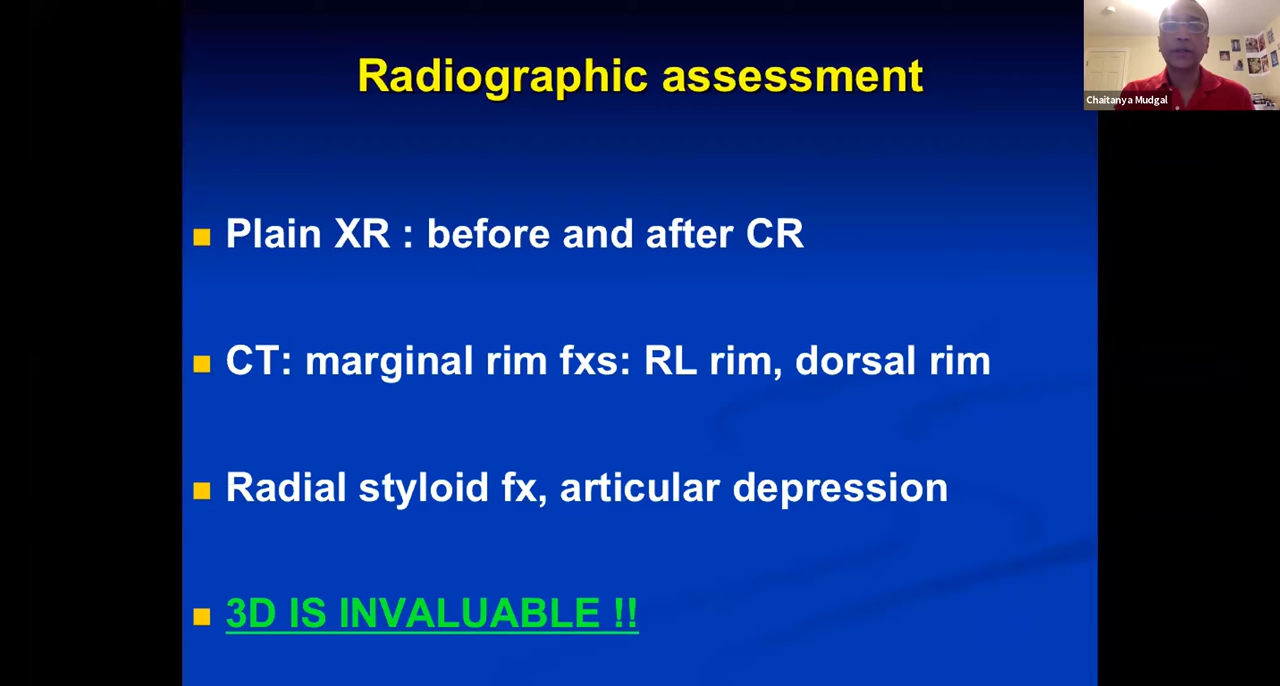 Radiographic assessment
Chaitanya Mudgal
Plain XR : before and after CR
CT: marginal rim fxs: RL rim, dorsal rim
Radial styloid fx, articular depression
3D IS INVALUABLE !!